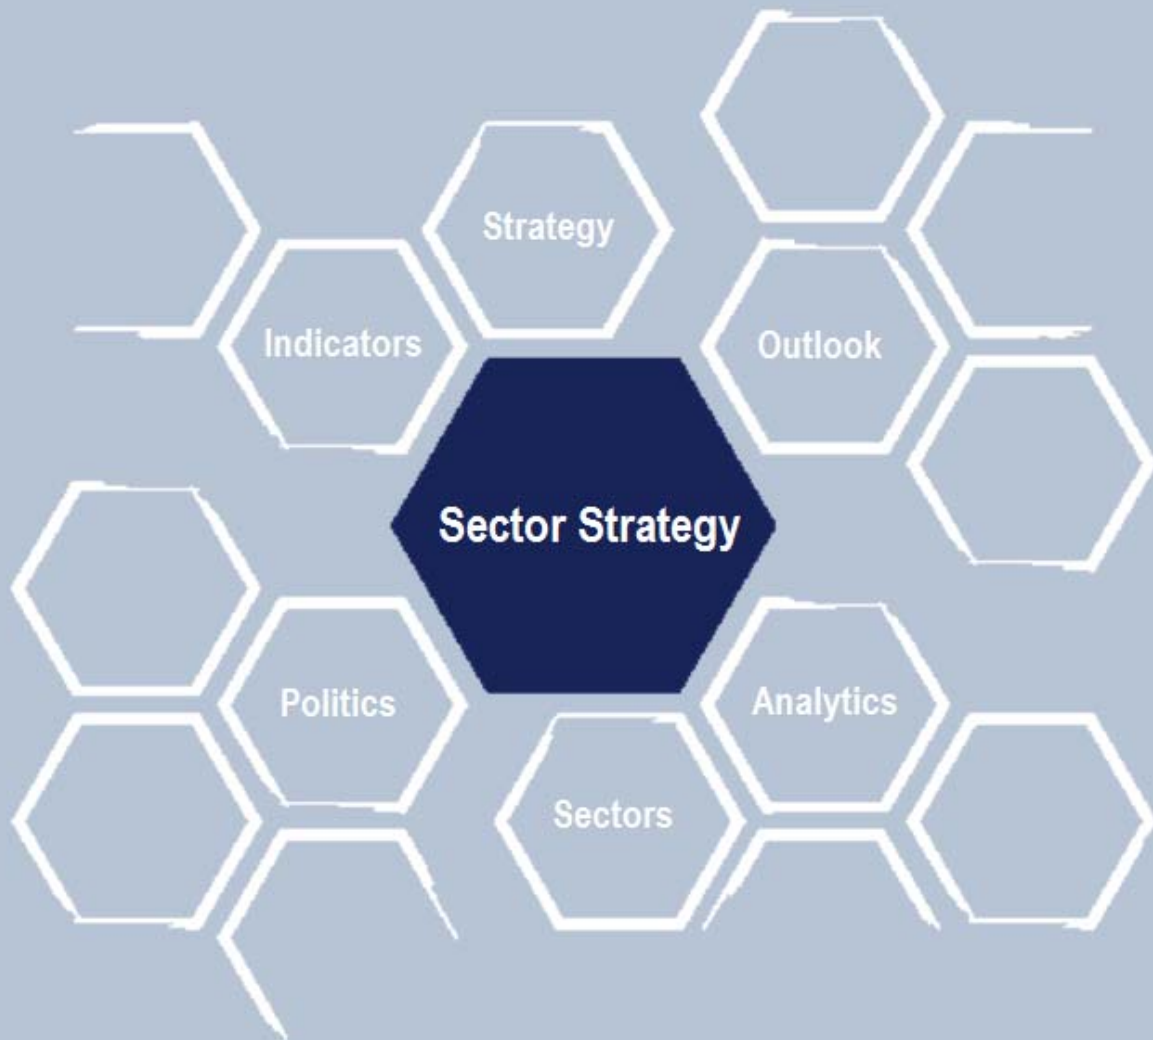 Strategy
Indicators
Outlook
Sector Strategy
Politics
Analytics
Sectors